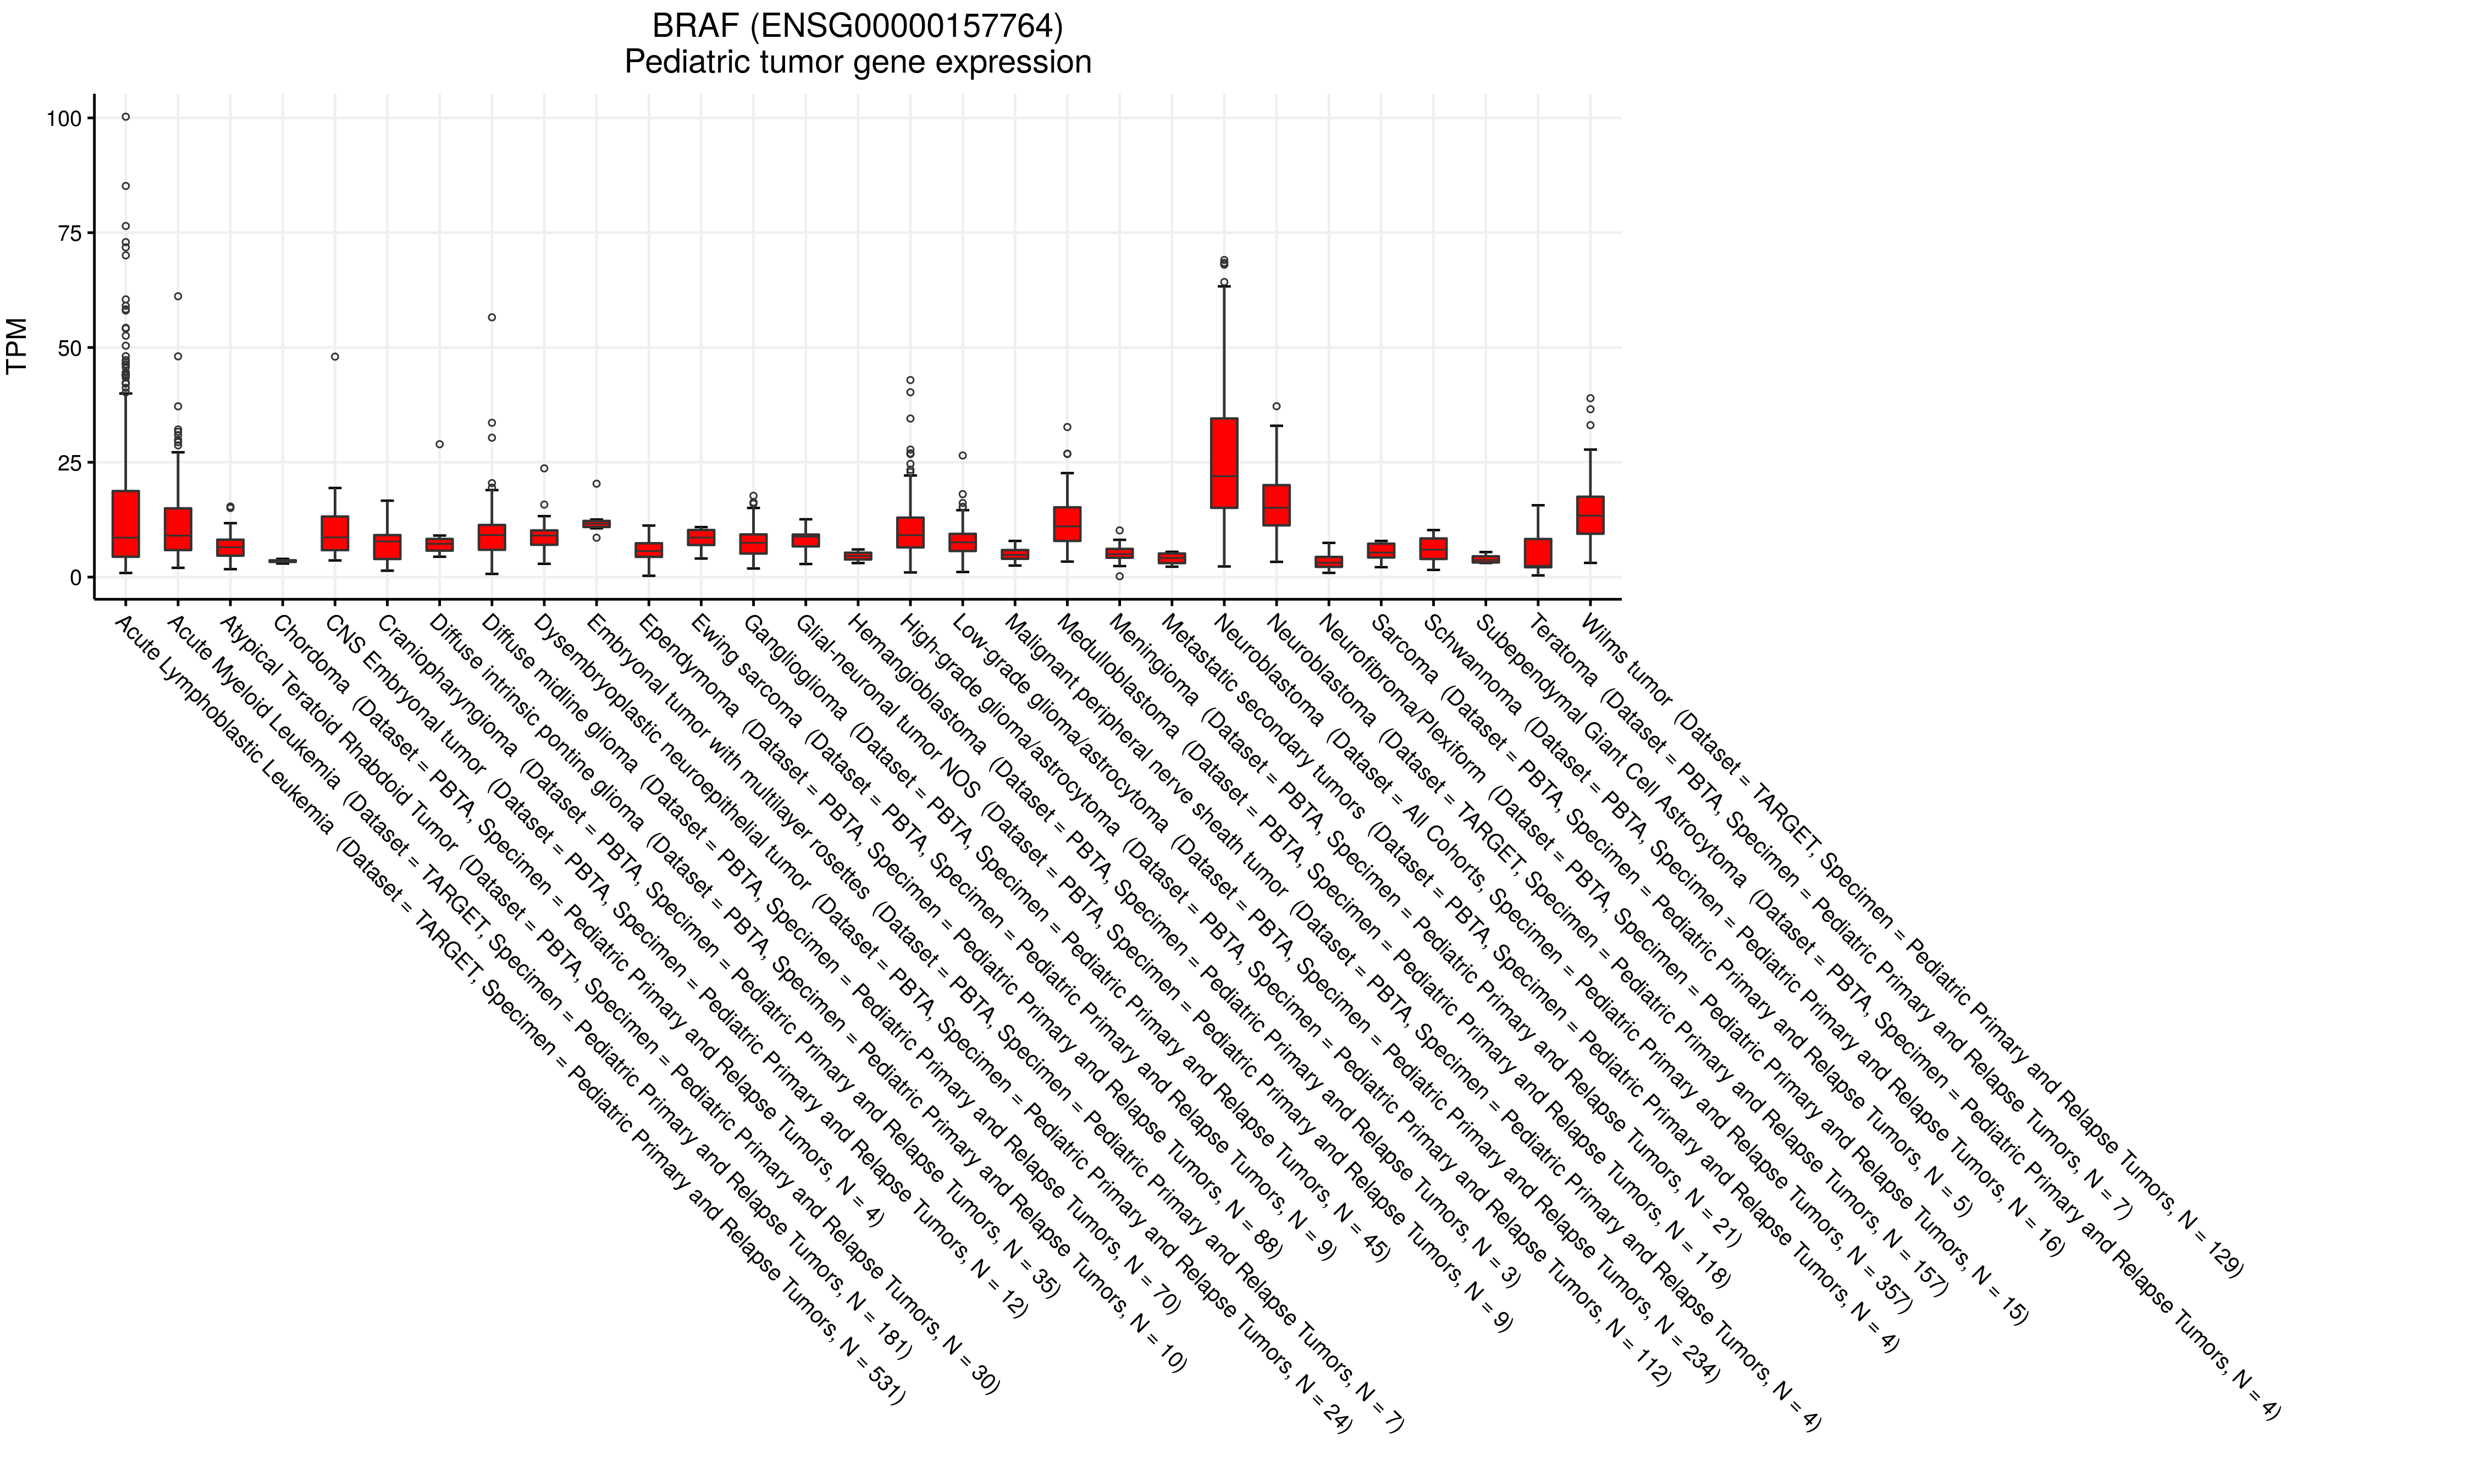 BRAF (ENSG00000157764)
Pediatric tumor gene expression
TPM
100
75
50
25
0
Acute Lymphoblastic Leukemia (Dataset = TARGET, Specimen = Pediatric Primary and Relapse Tumors, N = 531)
Acute Myeloid Leukemia (Dataset = TARGET, Specimen = Pediatric Primary and Relapse Tumors, N = 181)
Atypical Teratoid Rhabdoid Tumor (Dataset = PBTA, Specimen = Pediatric Primary and Relapse Tumors, N = 30)
Chordoma (Dataset = PBTA, Specimen = Pediatric Primary and Relapse Tumors, N = 4)
CNS Embryonal tumor (Dataset = PBTA, Specimen = Pediatric Primary and Relapse Tumors, N = 12)
Craniopharyngioma (Dataset = PBTA, Specimen = Pediatric Primary and Relapse Tumors, N = 35)
Diffuse intrinsic pontine glioma (Dataset = PBTA, Specimen = Pediatric Primary and Relapse Tumors, N = 10)
Diffuse midline glioma (Dataset = PBTA, Specimen = Pediatric Primary and Relapse Tumors, N = 70)
Dysembryoplastic neuroepithelial tumor (Dataset = PBTA, Specimen = Pediatric Primary and Relapse Tumors, N = 24)
Embryonal tumor with multilayer rosettes (Dataset = PBTA, Specimen = Pediatric Primary and Relapse Tumors, N = 7)
Ependymoma (Dataset = PBTA, Specimen = Pediatric Primary and Relapse Tumors, N = 88)
Ewing sarcoma (Dataset = PBTA, Specimen = Pediatric Primary and Relapse Tumors, N = 9)
Ganglioglioma (Dataset = PBTA, Specimen = Pediatric Primary and Relapse Tumors, N = 45)
Glial-neuronal tumor NOS (Dataset = PBTA, Specimen = Pediatric Primary and Relapse Tumors, N = 9)
Hemangioblastoma (Dataset = PBTA, Specimen = Pediatric Primary and Relapse Tumors, N = 3)
High-grade glioma/astrocytoma (Dataset = PBTA, Specimen = Pediatric Primary and Relapse Tumors, N = 112)
Low-grade glioma/astrocytoma (Dataset = PBTA, Specimen = Pediatric Primary and Relapse Tumors, N = 234)
Malignant peripheral nerve sheath tumor (Dataset = PBTA, Specimen = Pediatric Primary and Relapse Tumors, N = 4)
Medulloblastoma (Dataset = PBTA, Specimen = Pediatric Primary and Relapse Tumors, N = 118)
Meningioma (Dataset = PBTA, Specimen = Pediatric Primary and Relapse Tumors, N = 21)
Metastatic secondary tumors (Dataset = PBTA, Specimen = Pediatric Primary and Relapse Tumors, N = 4)
Neuroblastoma (Dataset = All Cohorts, Specimen = Pediatric Primary and Relapse Tumors, N = 357)
Neuroblastoma (Dataset = TARGET, Specimen = Pediatric Primary and Relapse Tumors, N = 157)
Neurofibroma/Plexiform (Dataset = PBTA, Specimen = Pediatric Primary and Relapse Tumors, N = 15)
Sarcoma (Dataset = PBTA, Specimen = Pediatric Primary and Relapse Tumors, N = 5)
Schwannoma (Dataset = PBTA, Specimen = Pediatric Primary and Relapse Tumors, N = 16)
Subependymal Giant Cell Astrocytoma (Dataset = PBTA, Specimen = Pediatric Primary and Relapse Tumors, N = 4)
Teratoma (Dataset = PBTA, Specimen = Pediatric Primary and Relapse Tumors, N = 7)
Wilms tumor (Dataset = TARGET, Specimen = Pediatric Primary and Relapse Tumors, N = 129)